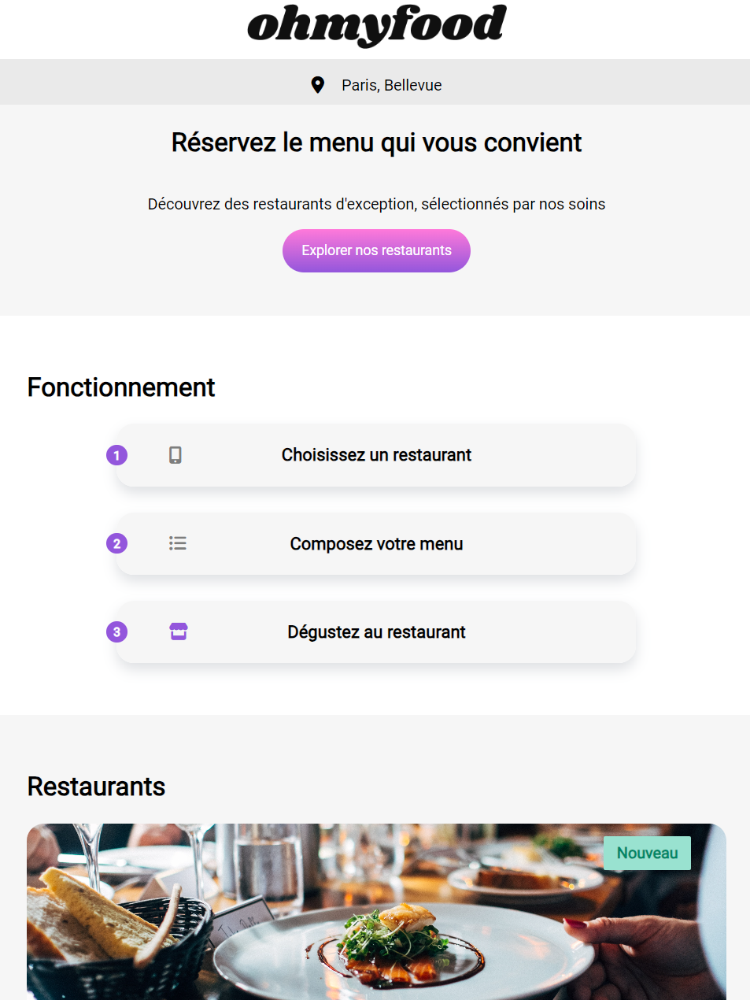 ohmyfood
Paris, Bellevue
Réservez le menu qui vous convient
Découvrez des restaurants d'exception, sélectionnés par nos soins
Explorer nos restaurants
Fonctionnement
1 Choisissez un restaurant
2 Composez votre menu
3 Dégustez au restaurant
Restaurants
Nouveau